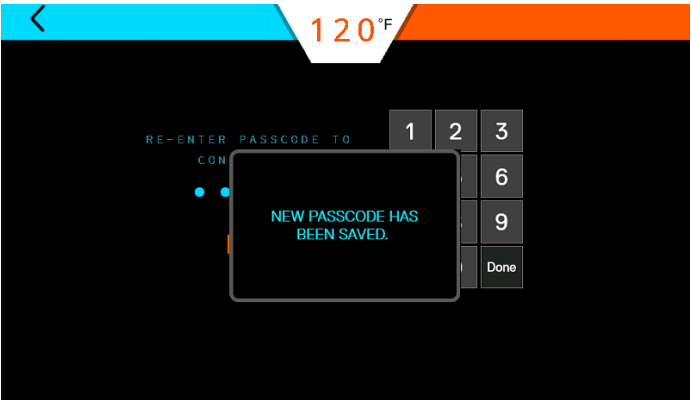 120°F
RE-ENTER PASSCODE TO
CON
1 2 3
6
NEW PASSCODE HAS
BEEN SAVED.
9
Done